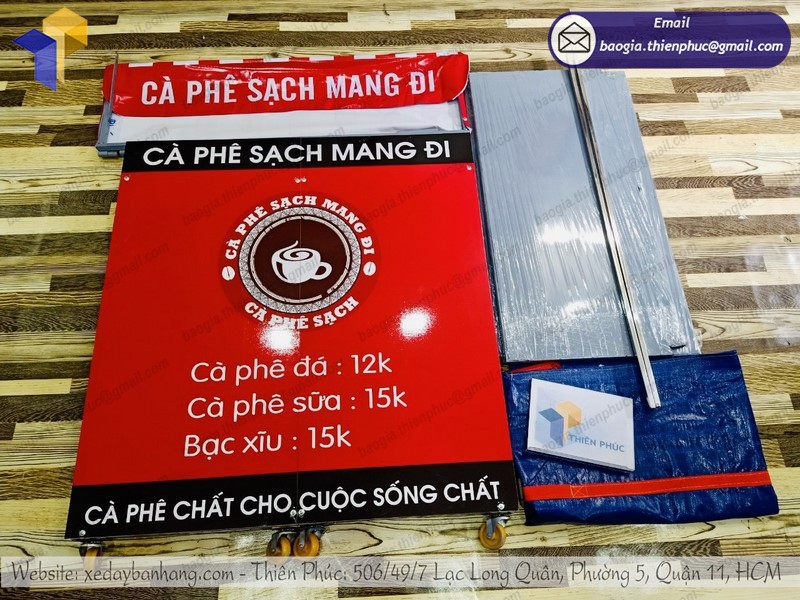 Email
baogia.thienphuc@gmail.com
CÀ PHÊ SẠCH MANG ĐI
CÀ PHÊ SẠCH MANG ĐI
CÀ PHÊ SẠCH MANG ĐI
CÀ PHÊ SẠCH
Cà phê đá : 12k
Cà phê sữa : 15k
Bạc xĩu : 15k
CÀ PHÊ CHẤT CHO CUỘC SỐNG CHẤT
THIÊN PHÚC
Website: xedaybanhang.com - Thiên Phúc: 506/49/7 Lạc Long Quân, Phường 5, Quận 11, HCM